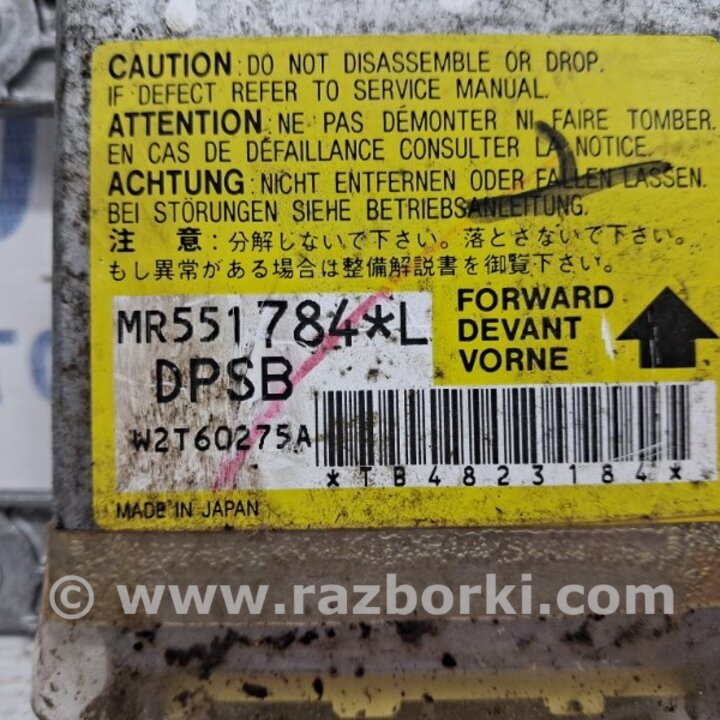 CAUTION : DO NOT DISASSEMBLE OR DROP.
IF DEFECT REFER TO SERVICE MANUAL.
ATTENTION : NE PAS DÉMONTER NI FAIRE TOMBER.
EN CAS DE DÉFAILLANCE CONSULTER LA NOTICE.
ACHTUNG : NICHT ENTFERNEN ODER FALLEN LASSEN.
BEI STÖRUNGEN SIEHE BETRIEBSANLEITUNG.
注 意 : 分解しないで下さい。落とさないで下さい。
もし異常がある場合は整備解説書を御覧下さい。
MR551784*L
DPSB
W2T60275A
FORWARD
DEVANT
VORNE
*TB4823184*
MADE IN JAPAN
© www.razborki.com